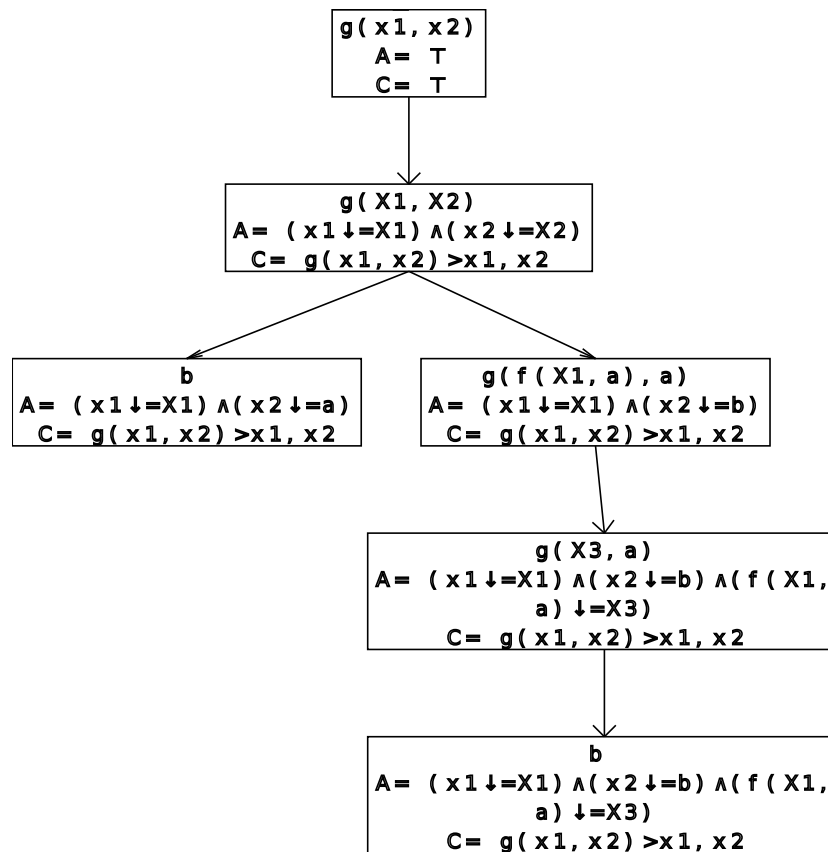 g(x1,x2)
A= ⊤
C= ⊤
g(X1,X2)
A= (x1↓=X1)∧(x2↓=X2)
C= g(x1,x2)>x1,x2
b
A= (x1↓=X1)∧(x2↓=a)
C= g(x1,x2)>x1,x2
g(f(X1,a),a)
A= (x1↓=X1)∧(x2↓=b)
C= g(x1,x2)>x1,x2
g(X3,a)
A= (x1↓=X1)∧(x2↓=b)∧(f(X1,
a)↓=X3)
C= g(x1,x2)>x1,x2
b
A= (x1↓=X1)∧(x2↓=b)∧(f(X1,
a)↓=X3)
C= g(x1,x2)>x1,x2